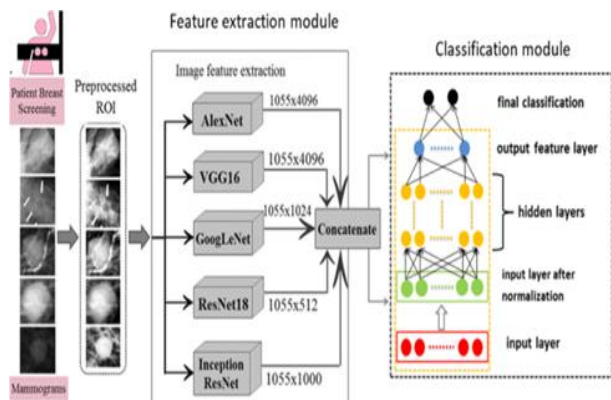 Feature extraction module
Classification module
Patient Breast
Screening
Preprocessed
ROI
Mammograms
Image feature extraction
AlexNet
1055x4096
VGG16
1055x4096
GoogLeNet
1055x1024
ResNet18
1055x512
Inception
ResNet
1055x1000
Concatenate
final classification
output feature layer
hidden layers
input layer after
normalization
input layer